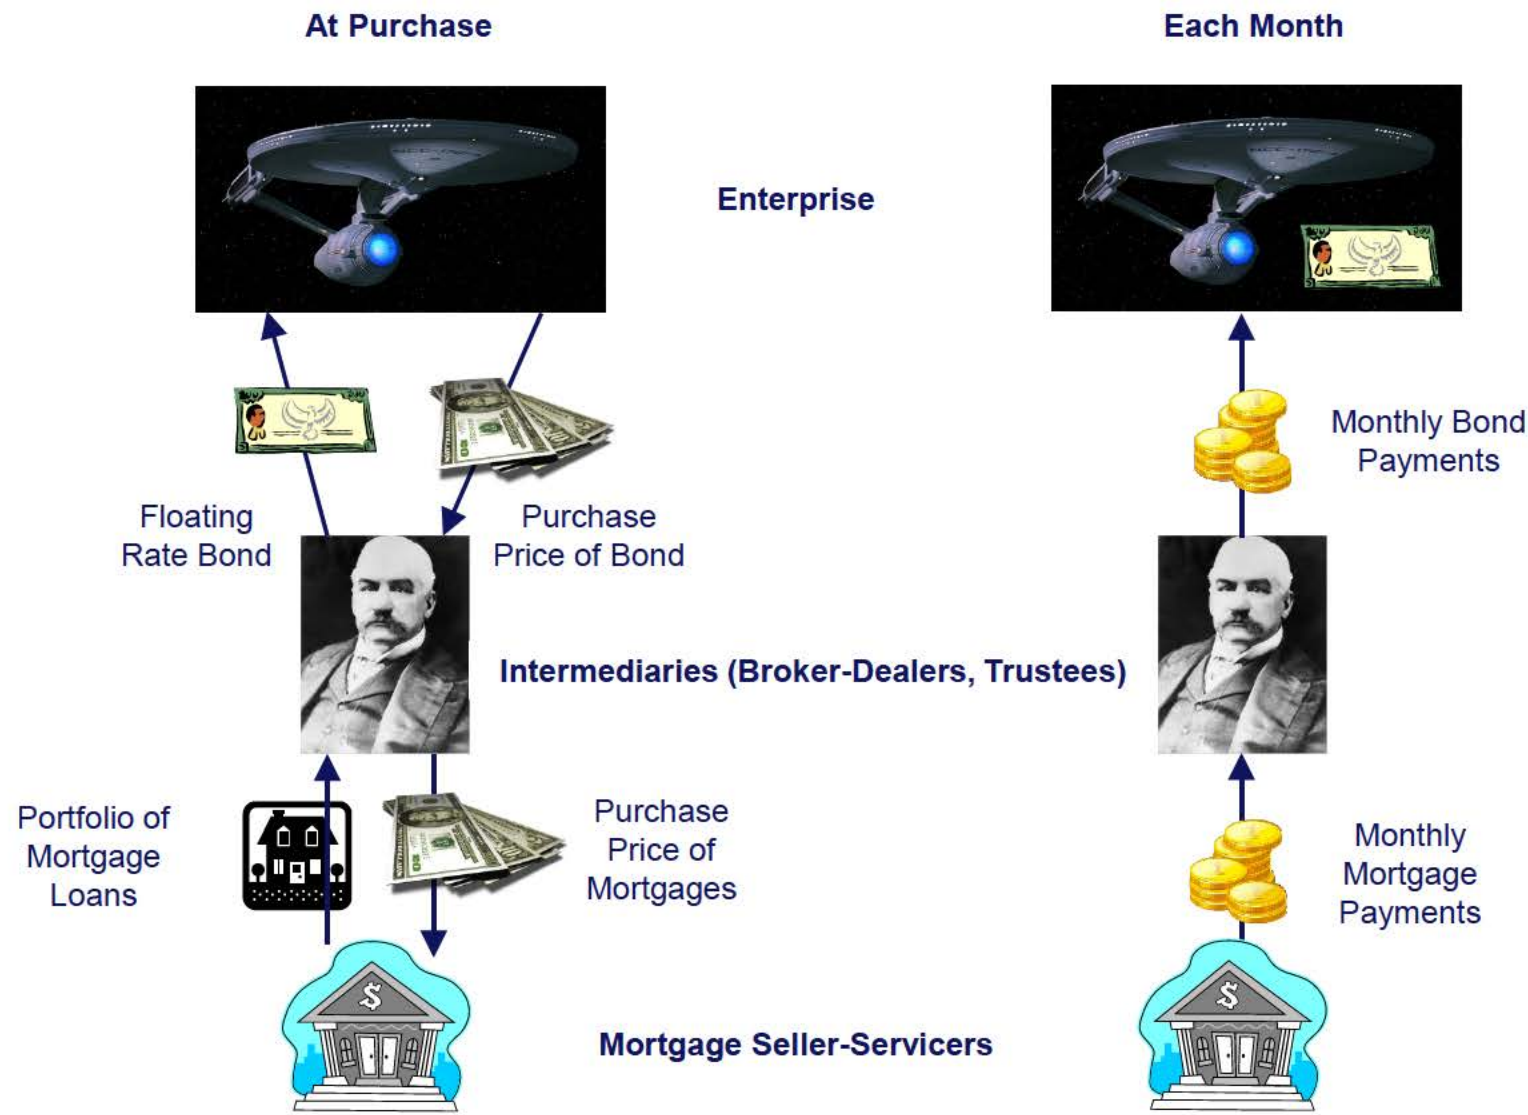 At Purchase
Each Month
Enterprise
Floating
Rate Bond
Purchase
Price of Bond
Monthly Bond
Payments
Intermediaries (Broker-Dealers, Trustees)
Portfolio of
Mortgage
Loans
Purchase
Price of
Mortgages
Monthly
Mortgage
Payments
$
$
Mortgage Seller-Servicers